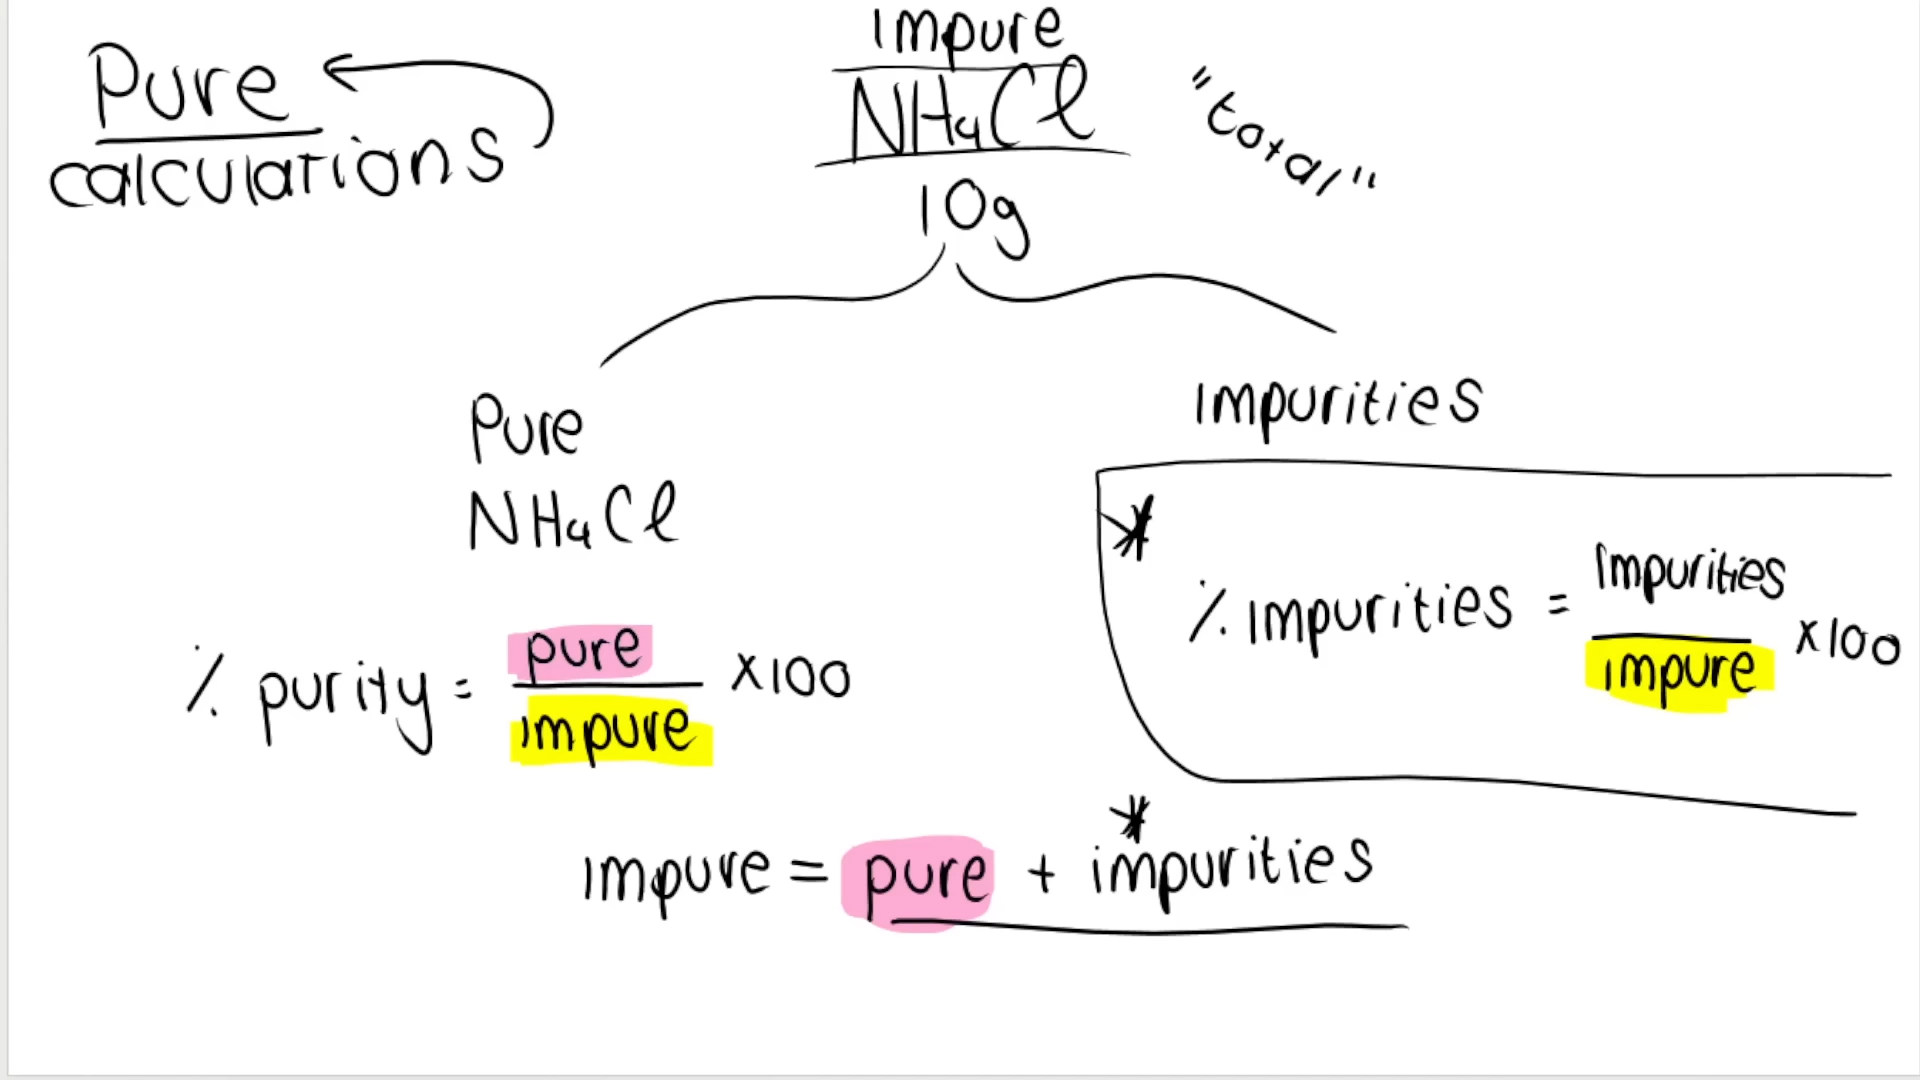 Pure
calculations
Impure
NH₄Cl
"total"
10g
Pure
NH₄Cl
Impurities
* % impurities = Impurities / impure x100
% purity = pure / impure x100
*
impure = pure + impurities